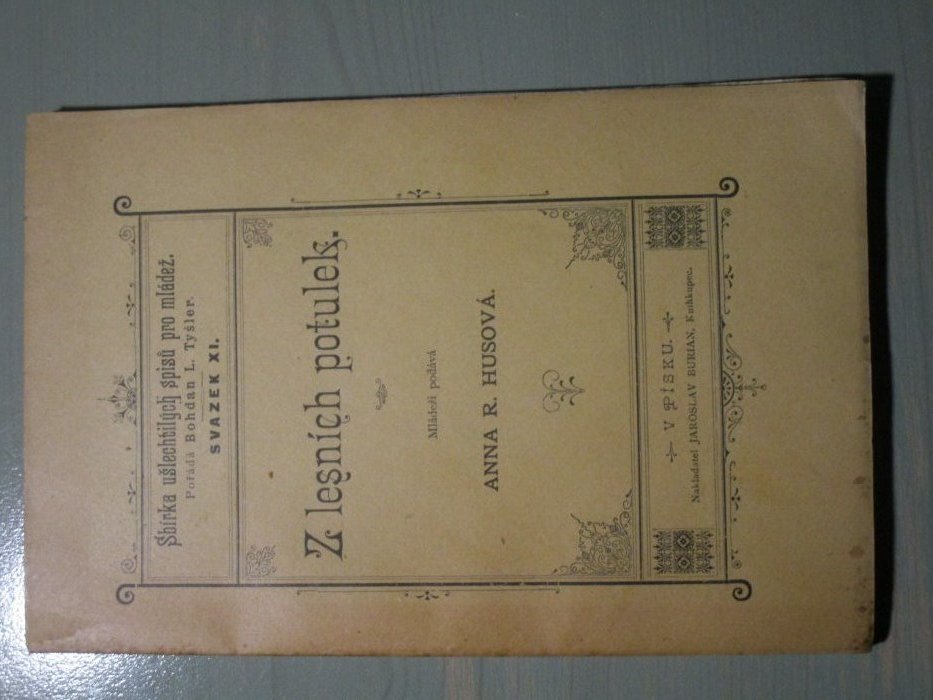 Sbírka ušlechtilých spisů pro mládež.
Pořádá Bohdan L. Tyšler.
SVAZEK XI.
Z lesních potulek.
Mládeži podává
ANNA R. HUSOVÁ.
V PÍSKU.
Nakladatel JAROSLAV BURIAN, Knihkupec.